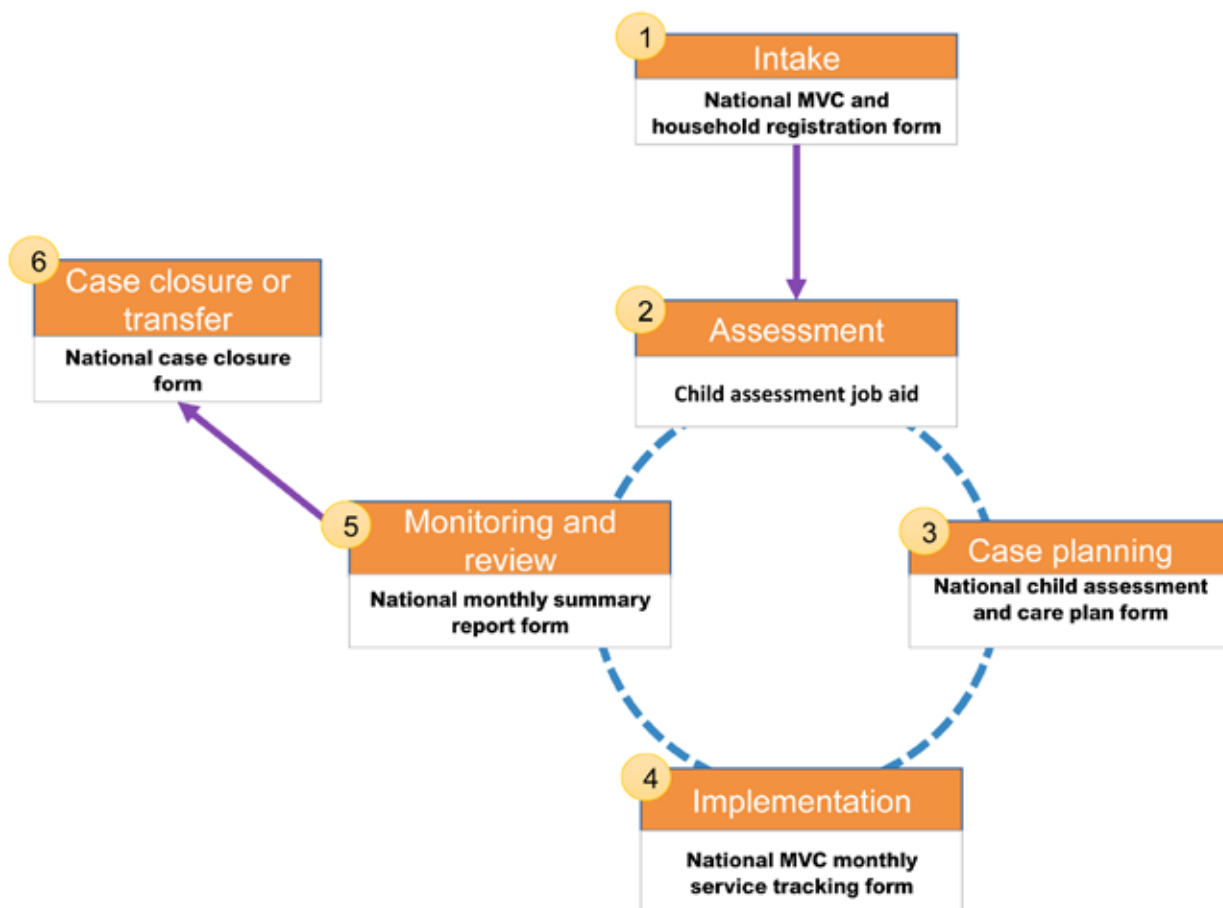 1
Intake
National MVC and
household registration form
2
Assessment
Child assessment job aid
3
Case planning
National child assessment
and care plan form
4
Implementation
National MVC monthly
service tracking form
5
Monitoring and
review
National monthly summary
report form
6
Case closure or
transfer
National case closure
form